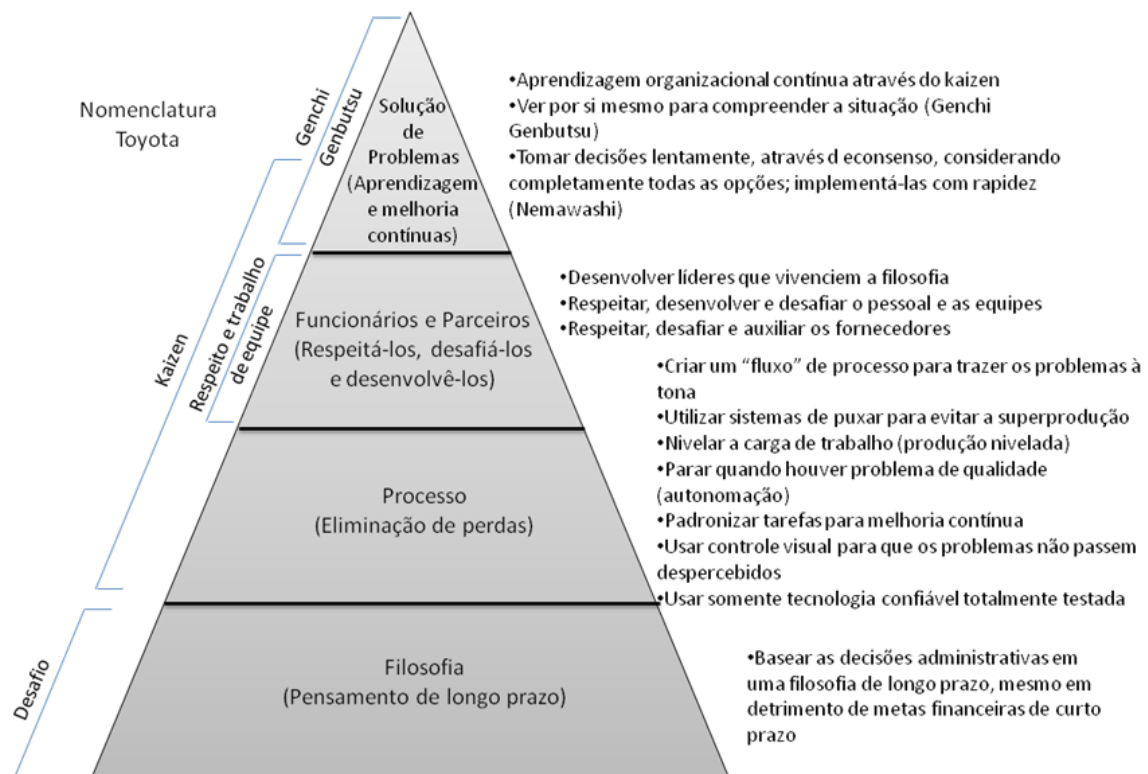 Nomenclatura
Toyota
Genchi
Genbutsu
Solução
de
Problemas
(Aprendizagem
e melhoria
contínuas)
•Aprendizagem organizacional contínua através do kaizen
•Ver por si mesmo para compreender a situação (Genchi
Genbutsu)
•Tomar decisões lentamente, através d econsenso, considerando
completamente todas as opções; implementá-las com rapidez
(Nemawashi)
Kaizen
Respeito e trabalho
de equipe
Funcionários e Parceiros
(Respeitá-los, desafiá-los
e desenvolvê-los)
•Desenvolver líderes que vivenciem a filosofia
•Respeitar, desenvolver e desafiar o pessoal e as equipes
•Respeitar, desafiar e auxiliar os fornecedores
Processo
(Eliminação de perdas)
•Criar um “fluxo” de processo para trazer os problemas à
tona
•Utilizar sistemas de puxar para evitar a superprodução
•Nivelar a carga de trabalho (produção nivelada)
•Parar quando houver problema de qualidade
(autonomação)
•Padronizar tarefas para melhoria contínua
•Usar controle visual para que os problemas não passem
despercebidos
•Usar somente tecnologia confiável totalmente testada
Desafio
Filosofia
(Pensamento de longo prazo)
•Basear as decisões administrativas em
uma filosofia de longo prazo, mesmo em
detrimento de metas financeiras de curto
prazo